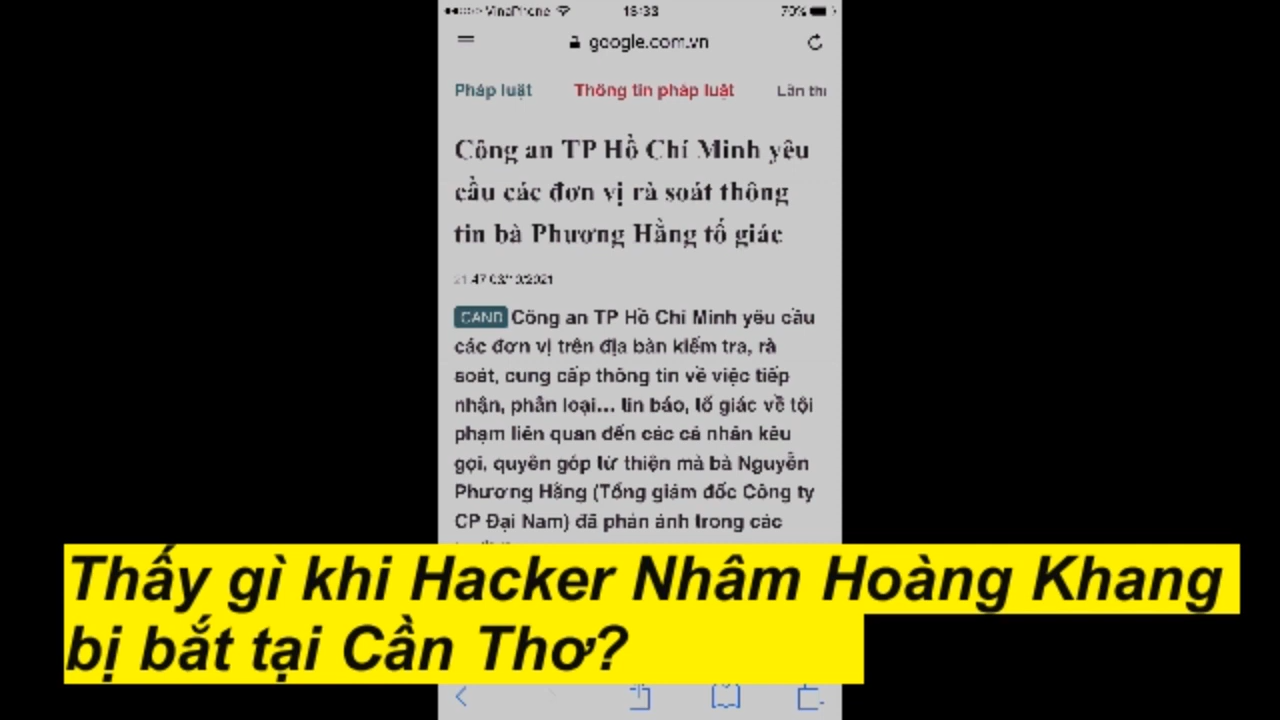 VinaPhone
google.com.vn
Pháp luật Thông tin pháp luật
Công an TP Hồ Chí Minh yêu
cầu các đơn vị rà soát thông
tin bà Phương Hằng tố giác
CAND Công an TP Hồ Chí Minh yêu cầu
các đơn vị trên địa bàn kiểm tra, rà
soát, cung cấp thông tin về việc tiếp
nhận, phân loại... tin báo, tố giác về tội
phạm liên quan đến các cá nhân kêu
gọi, quyên góp từ thiện mà bà Nguyễn
Phương Hằng (Tổng giám đốc Công ty
CP Đại Nam) đã phản ánh trong các
Thấy gì khi Hacker Nhâm Hoàng Khang
bị bắt tại Cần Thơ?